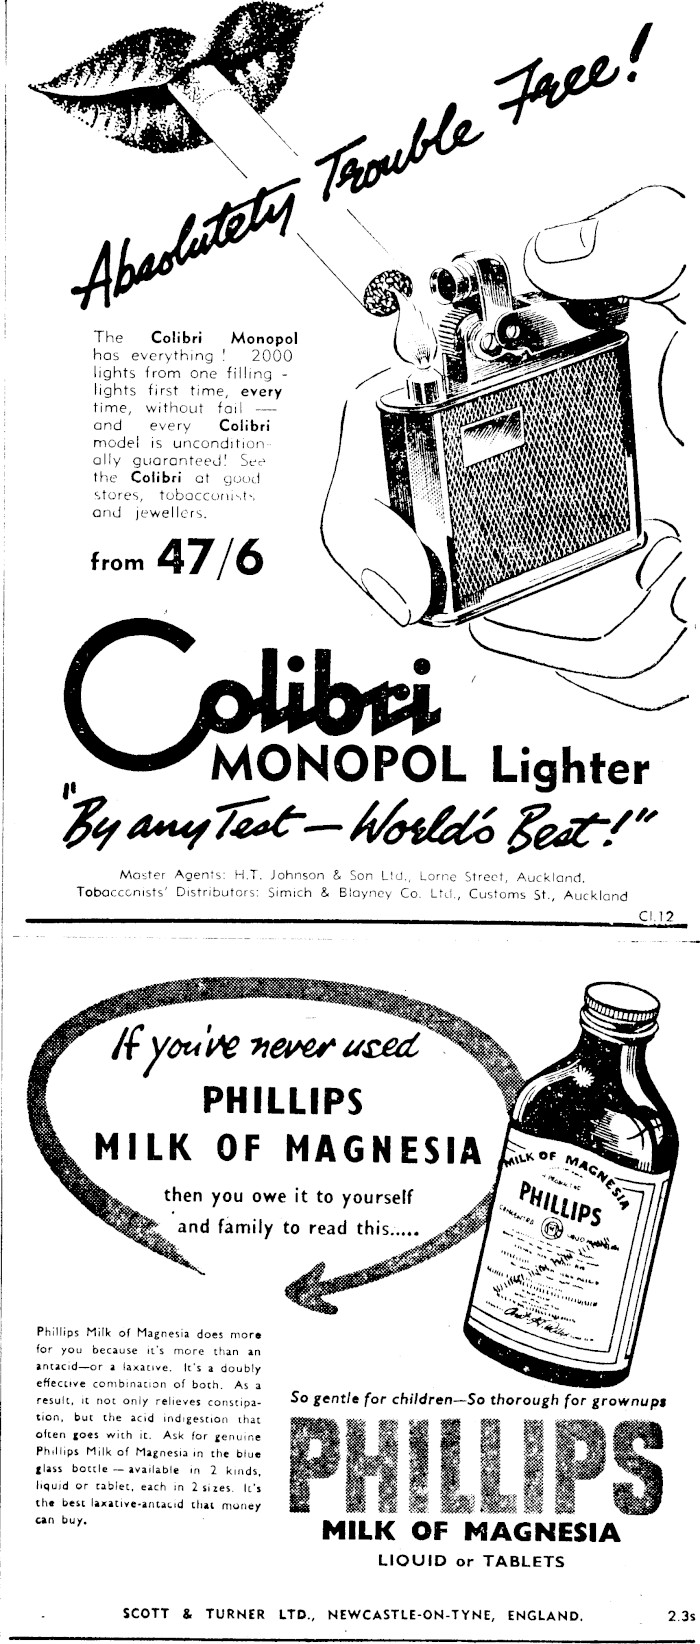 Absolutely Trouble Free!
The Colibri Monopol
has everything ! 2000
lights from one filling -
lights first time, every
time, without fail —
and every Colibri
model is uncondition-
ally guaranteed! See
the Colibri at good
stores, tobacconists
and jewellers.
from 47/6
Colibri
MONOPOL Lighter
"By any Test — World's Best!"
Master Agents: H.T. Johnson & Son Ltd., Lorne Street, Auckland.
Tobacconists' Distributors: Simich & Blayney Co. Ltd., Customs St., Auckland
Cl.12
If you've never used
PHILLIPS
MILK OF MAGNESIA
then you owe it to yourself
and family to read this.....
MILK OF MAGNESIA
PHILLIPS
Phillips Milk of Magnesia does more
for you because it's more than an
antacid—or a laxative. It's a doubly
effective combination of both. As a
result, it not only relieves constipa-
tion, but the acid indigestion that
often goes with it. Ask for genuine
Phillips Milk of Magnesia in the blue
glass bottle — available in 2 kinds,
liquid or tablet, each in 2 sizes. It's
the best laxative-antacid that money
can buy.
So gentle for children—So thorough for grownups
PHILLIPS
MILK OF MAGNESIA
LIQUID or TABLETS
SCOTT & TURNER LTD., NEWCASTLE-ON-TYNE, ENGLAND.
2.3s